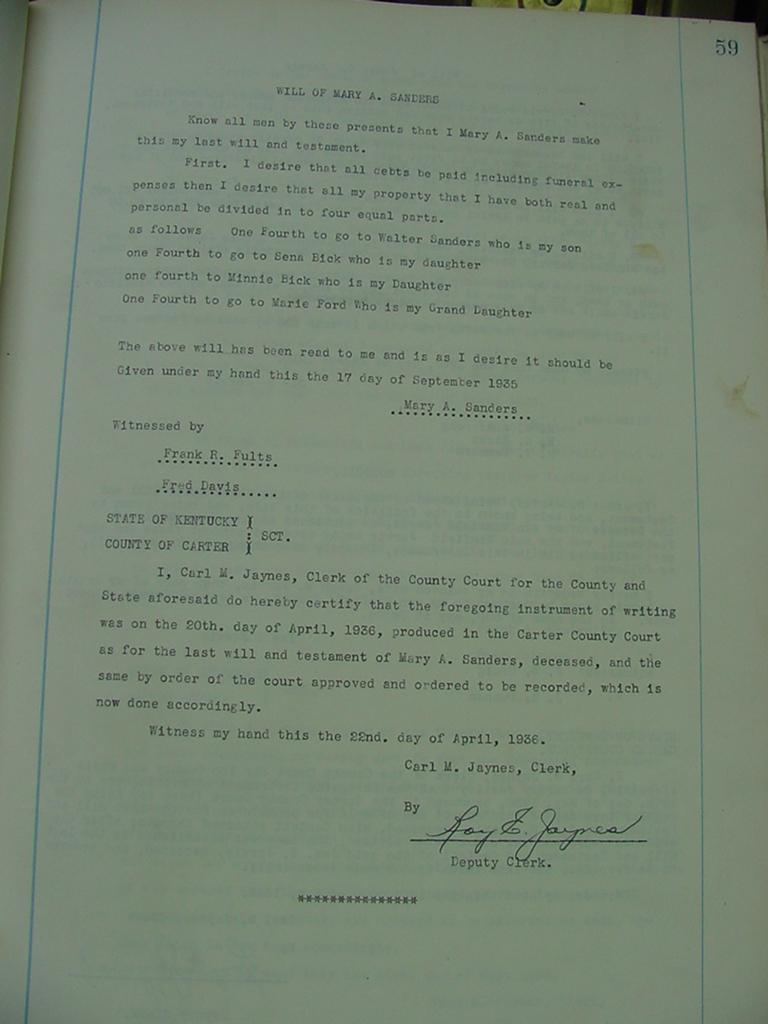 59
WILL OF MARY A. SANDERS
Know all men by these presents that I Mary A. Sanders make
this my last will and testament.
First. I desire that all debts be paid including funeral ex-
penses then I desire that all my property that I have both real and
personal be divided in to four equal parts.
as follows One Fourth to go to Walter Sanders who is my son
one Fourth to go to Sena Bick who is my daughter
one fourth to Minnie Bick who is my Daughter
One Fourth to go to Marie Ford Who is my Grand Daughter
The above will has been read to me and is as I desire it should be
Given under my hand this the 17 day of September 1935
Mary A. Sanders
Witnessed by
Frank R. Fults
Fred Davis
STATE OF KENTUCKY )
: SCT.
COUNTY OF CARTER )
I, Carl M. Jaynes, Clerk of the County Court for the County and
State aforesaid do hereby certify that the foregoing instrument of writing
was on the 20th. day of April, 1936, produced in the Carter County Court
as for the last will and testament of Mary A. Sanders, deceased, and the
same by order of the court approved and ordered to be recorded, which is
now done accordingly.
Witness my hand this the 22nd. day of April, 1936.
Carl M. Jaynes, Clerk,
By Roy E. Jaynes
Deputy Clerk.
***************